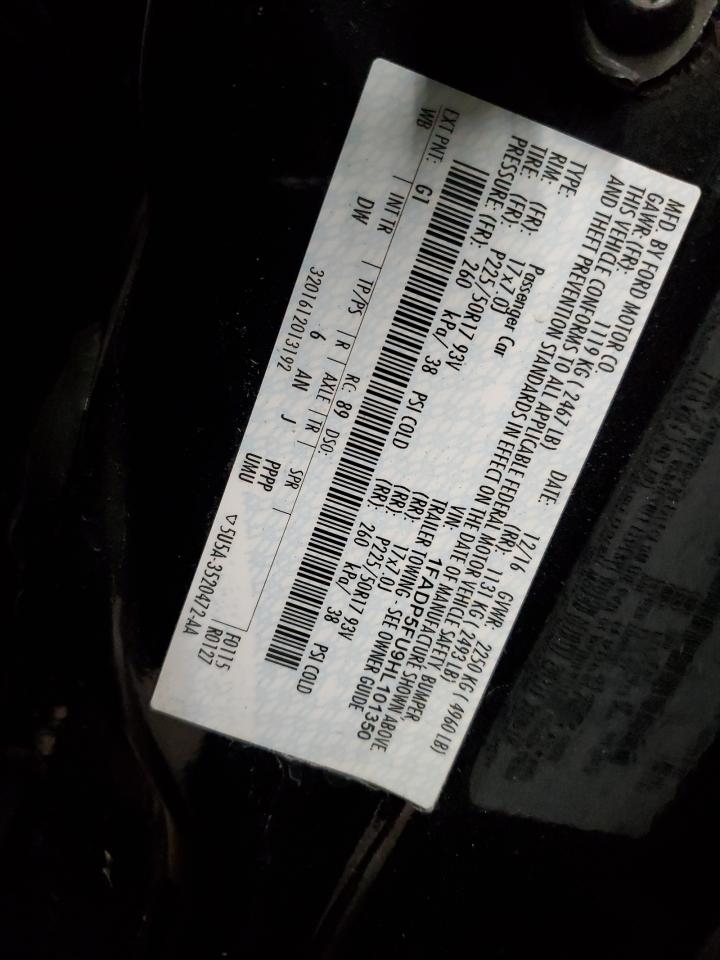 MFD. BY FORD MOTOR CO. DATE: 12/16 GVWR: 2250 KG ( 4960 LB)
GAWR: (FR): 1119 KG ( 2467 LB) (RR): 1131 KG ( 2493 LB)
THIS VEHICLE CONFORMS TO ALL APPLICABLE FEDERAL MOTOR VEHICLE SAFETY, BUMPER,
AND THEFT PREVENTION STANDARDS IN EFFECT ON THE DATE OF MANUFACTURE SHOWN ABOVE.
VIN: 1FADP5FU9HL101350
TYPE: Passenger Car TRAILER TOWING - SEE OWNER GUIDE
RIM: (FR): 17x7.0J (RR): 17x7.0J
TIRE: (FR): P225/50R17 93V (RR): P225/50R17 93V
PRESSURE: (FR): 260 kPa/ 38 PSI COLD (RR): 260 kPa/ 38 PSI COLD
EXT PNT: G1 RC: 89 DSO:
WB INT TR TP/PS R AXLE TR SPR F0115
DW 6 AN J PPPP R0127
UMU
3201612013192 ▽5U5A-3520472-AA